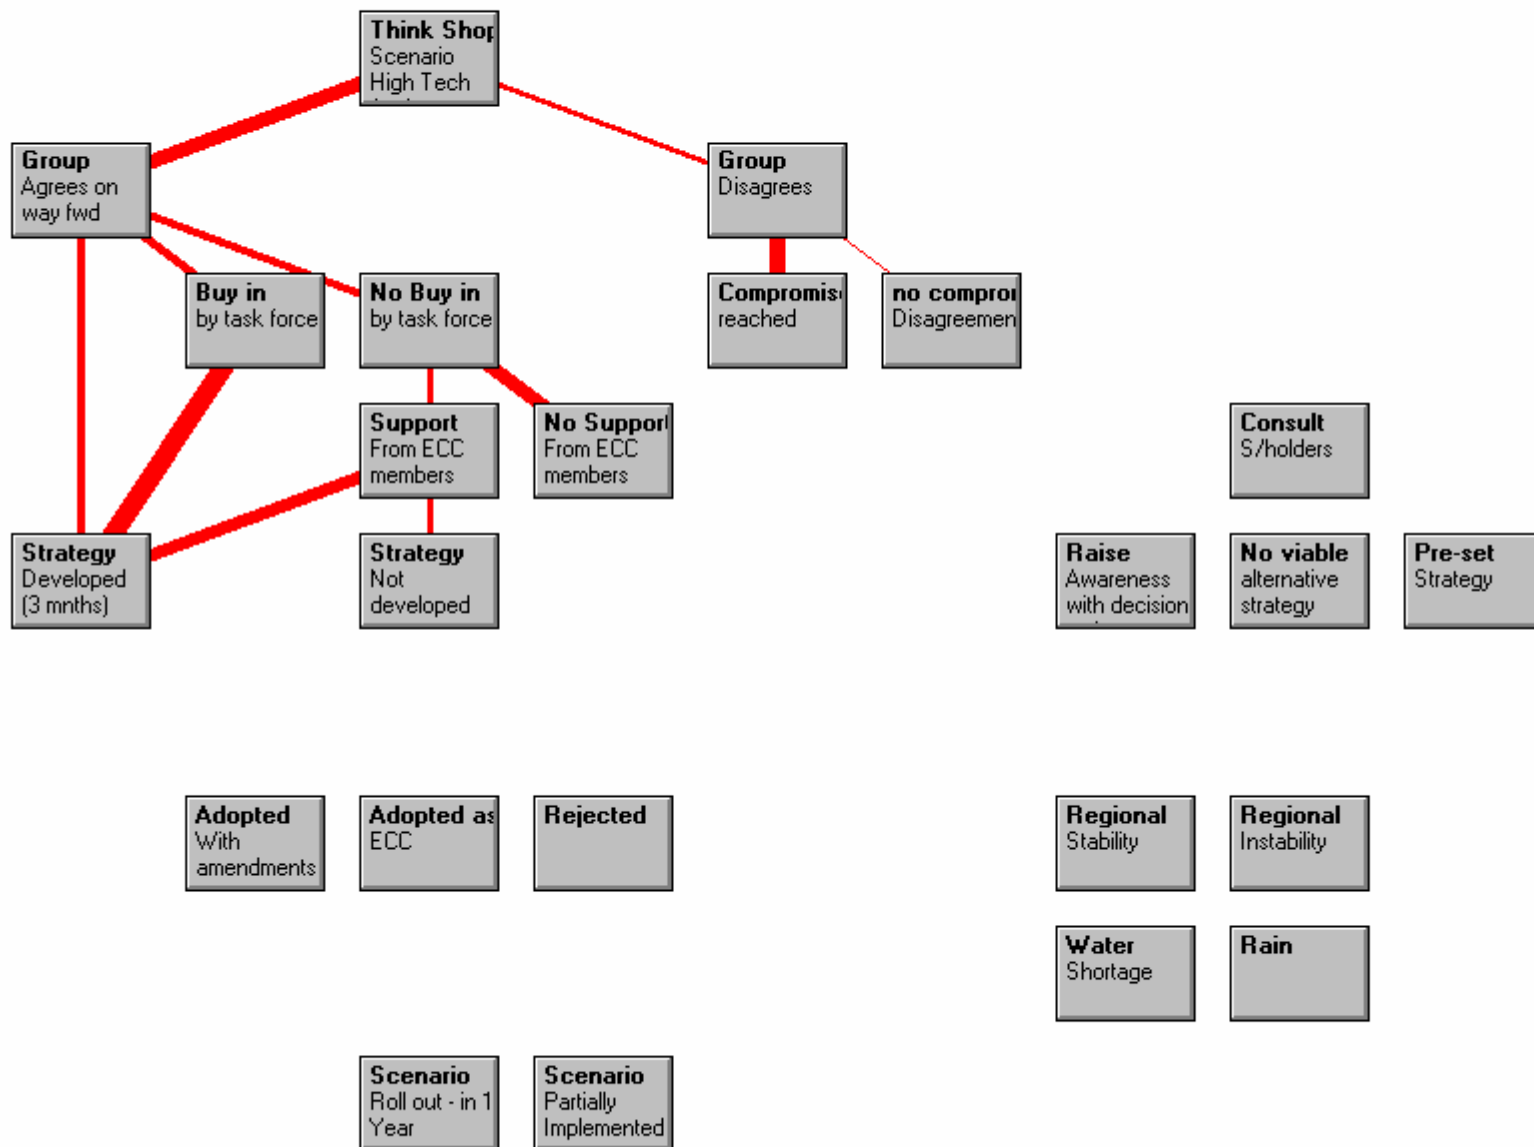 Think Shop
Scenario
High Tech
Group
Agrees on
way fwd
Group
Disagrees
Buy in
by task force
No Buy in
by task force
Compromis
reached
no compro
Disagreemen
Support
From ECC
members
No Support
From ECC
members
Consult
S/holders
Strategy
Developed
(3 mnths)
Strategy
Not
developed
Raise
Awareness
with decision
No viable
alternative
strategy
Pre-set
Strategy
Adopted
With
amendments
Adopted as
ECC
Rejected
Regional
Stability
Regional
Instability
Water
Shortage
Rain
Scenario
Roll out - in 1
Year
Scenario
Partially
Implemented